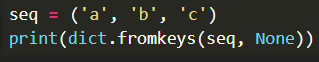 seq = ('a', 'b', 'c')
print(dict.fromkeys(seq, None))